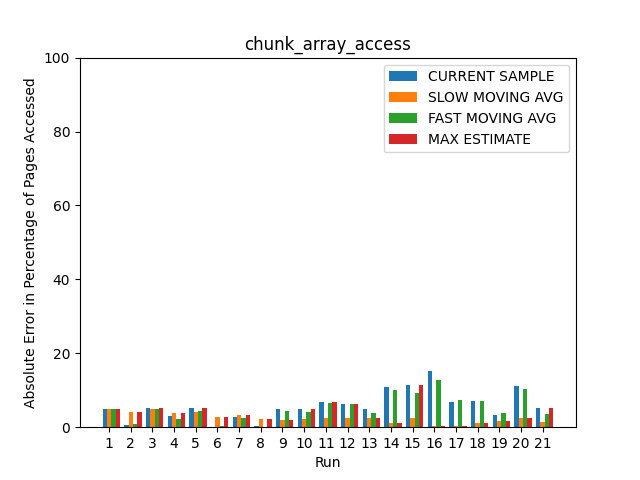 chunk_array_access
100
80
60
40
20
0
Absolute Error in Percentage of Pages Accessed
CURRENT SAMPLE
SLOW MOVING AVG
FAST MOVING AVG
MAX ESTIMATE
1 2 3 4 5 6 7 8 9 10 11 12 13 14 15 16 17 18 19 20 21
Run